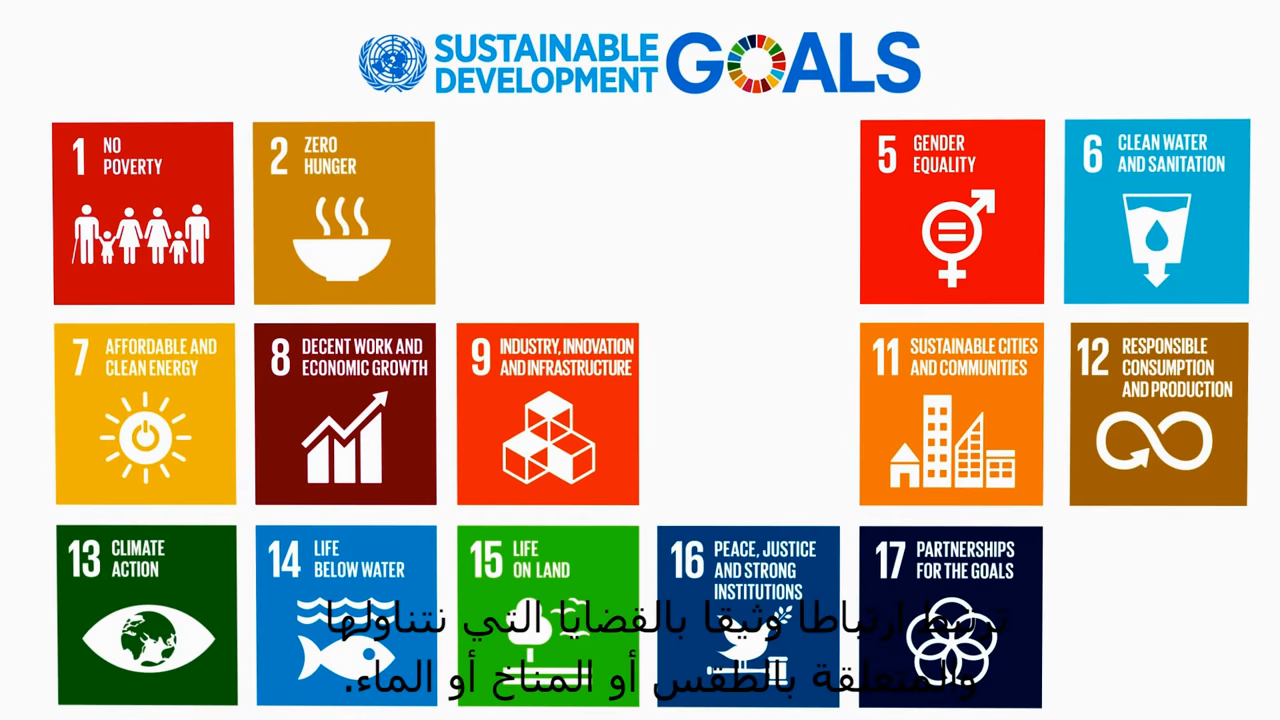 SUSTAINABLE
DEVELOPMENT
GOALS
1 NO
POVERTY
2 ZERO
HUNGER
5 GENDER
EQUALITY
6 CLEAN WATER
AND SANITATION
7 AFFORDABLE AND
CLEAN ENERGY
8 DECENT WORK AND
ECONOMIC GROWTH
9 INDUSTRY, INNOVATION
AND INFRASTRUCTURE
11 SUSTAINABLE CITIES
AND COMMUNITIES
12 RESPONSIBLE
CONSUMPTION
AND PRODUCTION
13 CLIMATE
ACTION
14 LIFE
BELOW WATER
15 LIFE
ON LAND
16 PEACE, JUSTICE
AND STRONG
INSTITUTIONS
17 PARTNERSHIPS
FOR THE GOALS
ترتبط ارتباطا وثيقا بالقضايا التي نتناولها
والمتعلقة بالطقس أو المناخ أو الماء.